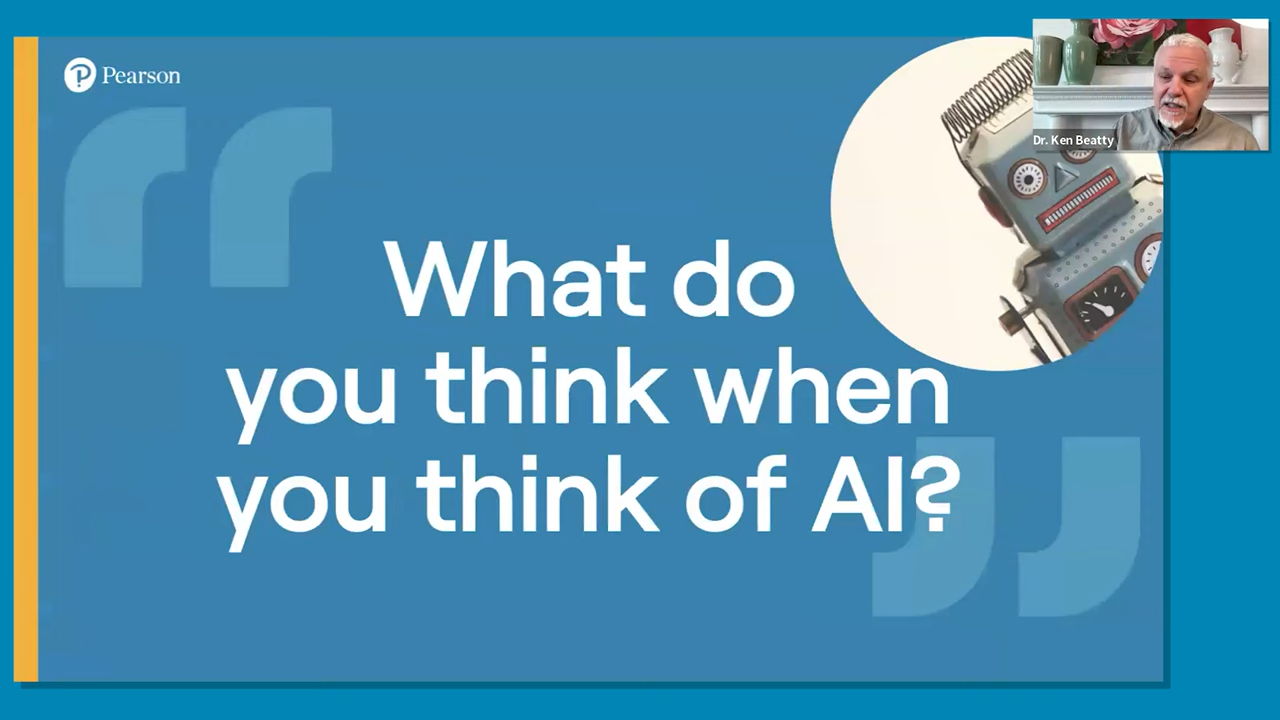 Pearson
Dr. Ken Beatty
What do
you think when
you think of AI?